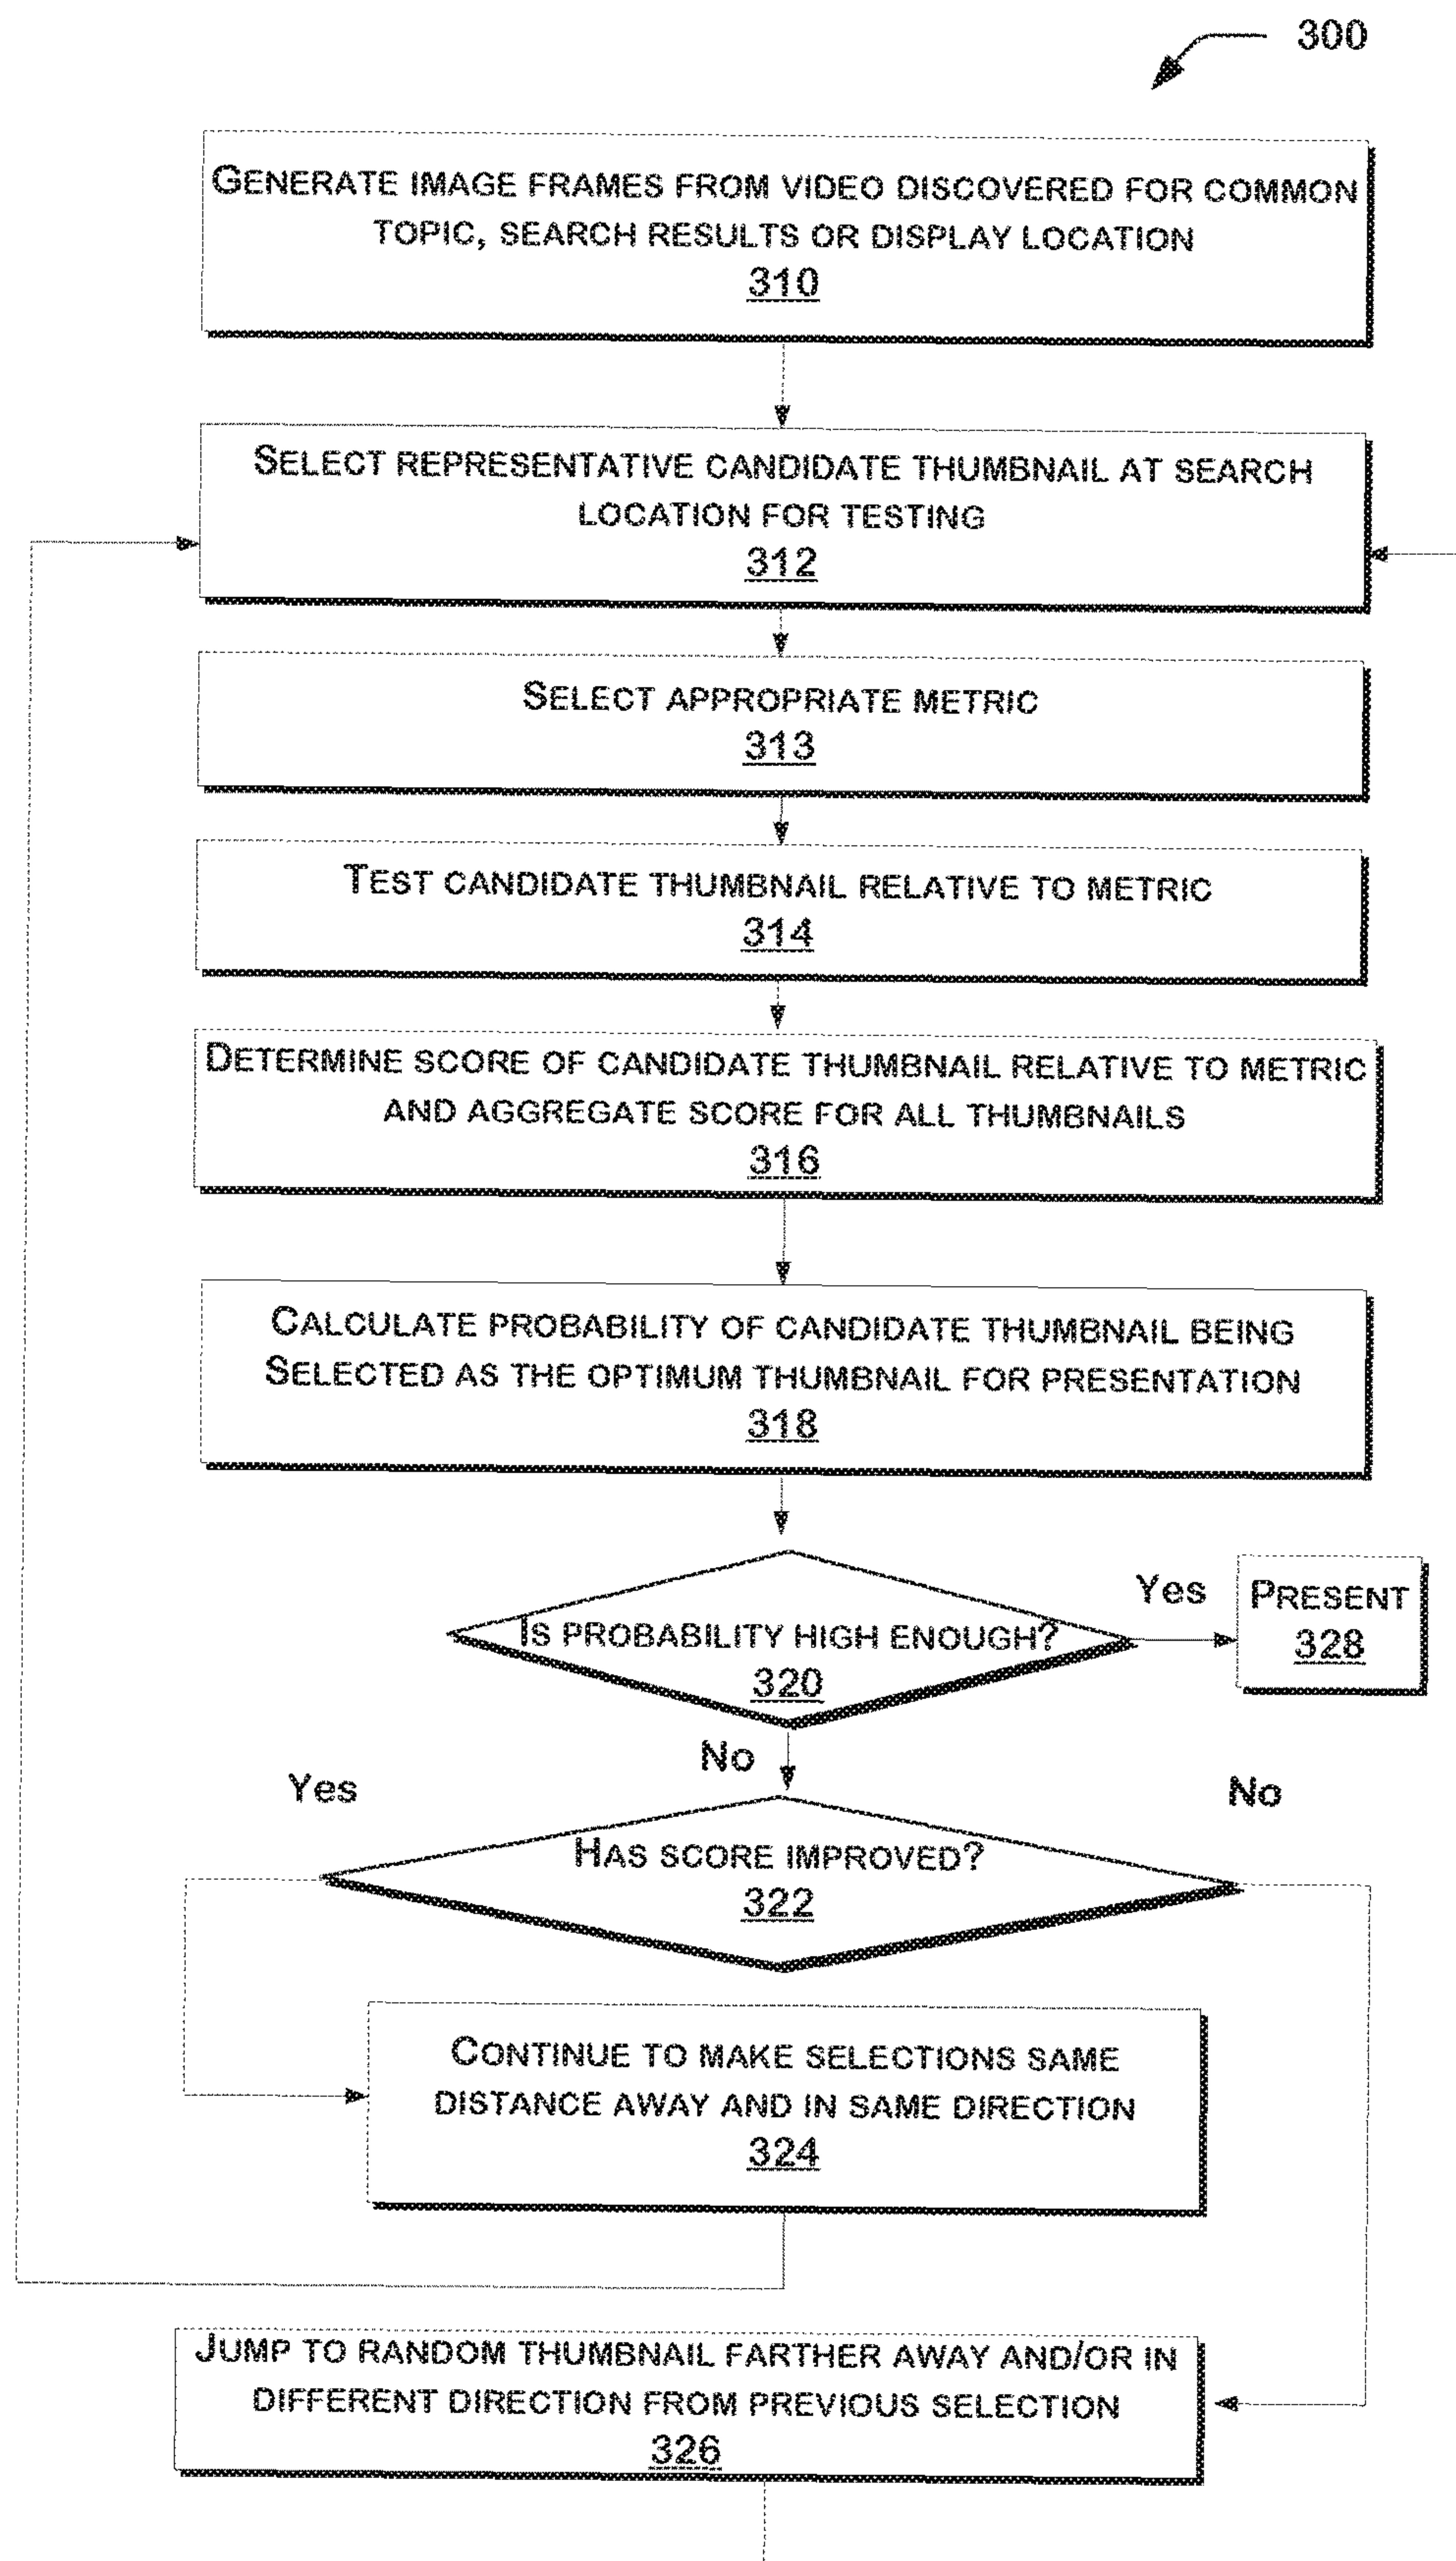 300
GENERATE IMAGE FRAMES FROM VIDEO DISCOVERED FOR COMMON
TOPIC, SEARCH RESULTS OR DISPLAY LOCATION
310
SELECT REPRESENTATIVE CANDIDATE THUMBNAIL AT SEARCH
LOCATION FOR TESTING
312
SELECT APPROPRIATE METRIC
313
TEST CANDIDATE THUMBNAIL RELATIVE TO METRIC
314
DETERMINE SCORE OF CANDIDATE THUMBNAIL RELATIVE TO METRIC
AND AGGREGATE SCORE FOR ALL THUMBNAILS
316
CALCULATE PROBABILITY OF CANDIDATE THUMBNAIL BEING
SELECTED AS THE OPTIMUM THUMBNAIL FOR PRESENTATION
318
IS PROBABILITY HIGH ENOUGH?
320
Yes
PRESENT
328
No
Yes
No
HAS SCORE IMPROVED?
322
CONTINUE TO MAKE SELECTIONS SAME
DISTANCE AWAY AND IN SAME DIRECTION
324
JUMP TO RANDOM THUMBNAIL FARTHER AWAY AND/OR IN
DIFFERENT DIRECTION FROM PREVIOUS SELECTION
326